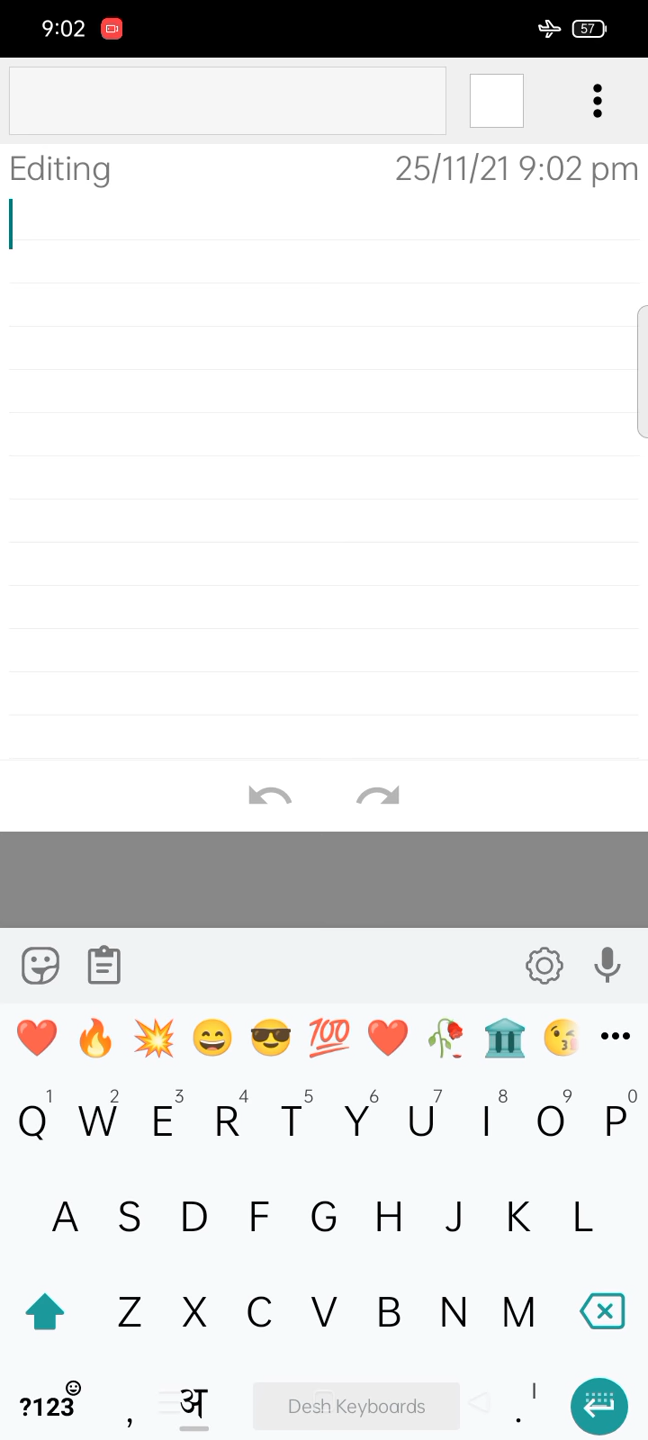 9:02 57
Editing 25/11/21 9:02 pm
💯
1 2 3 4 5 6 7 8 9 0
Q W E R T Y U I O P
A S D F G H J K L
Z X C V B N M
?123 , अ Desh Keyboards . |